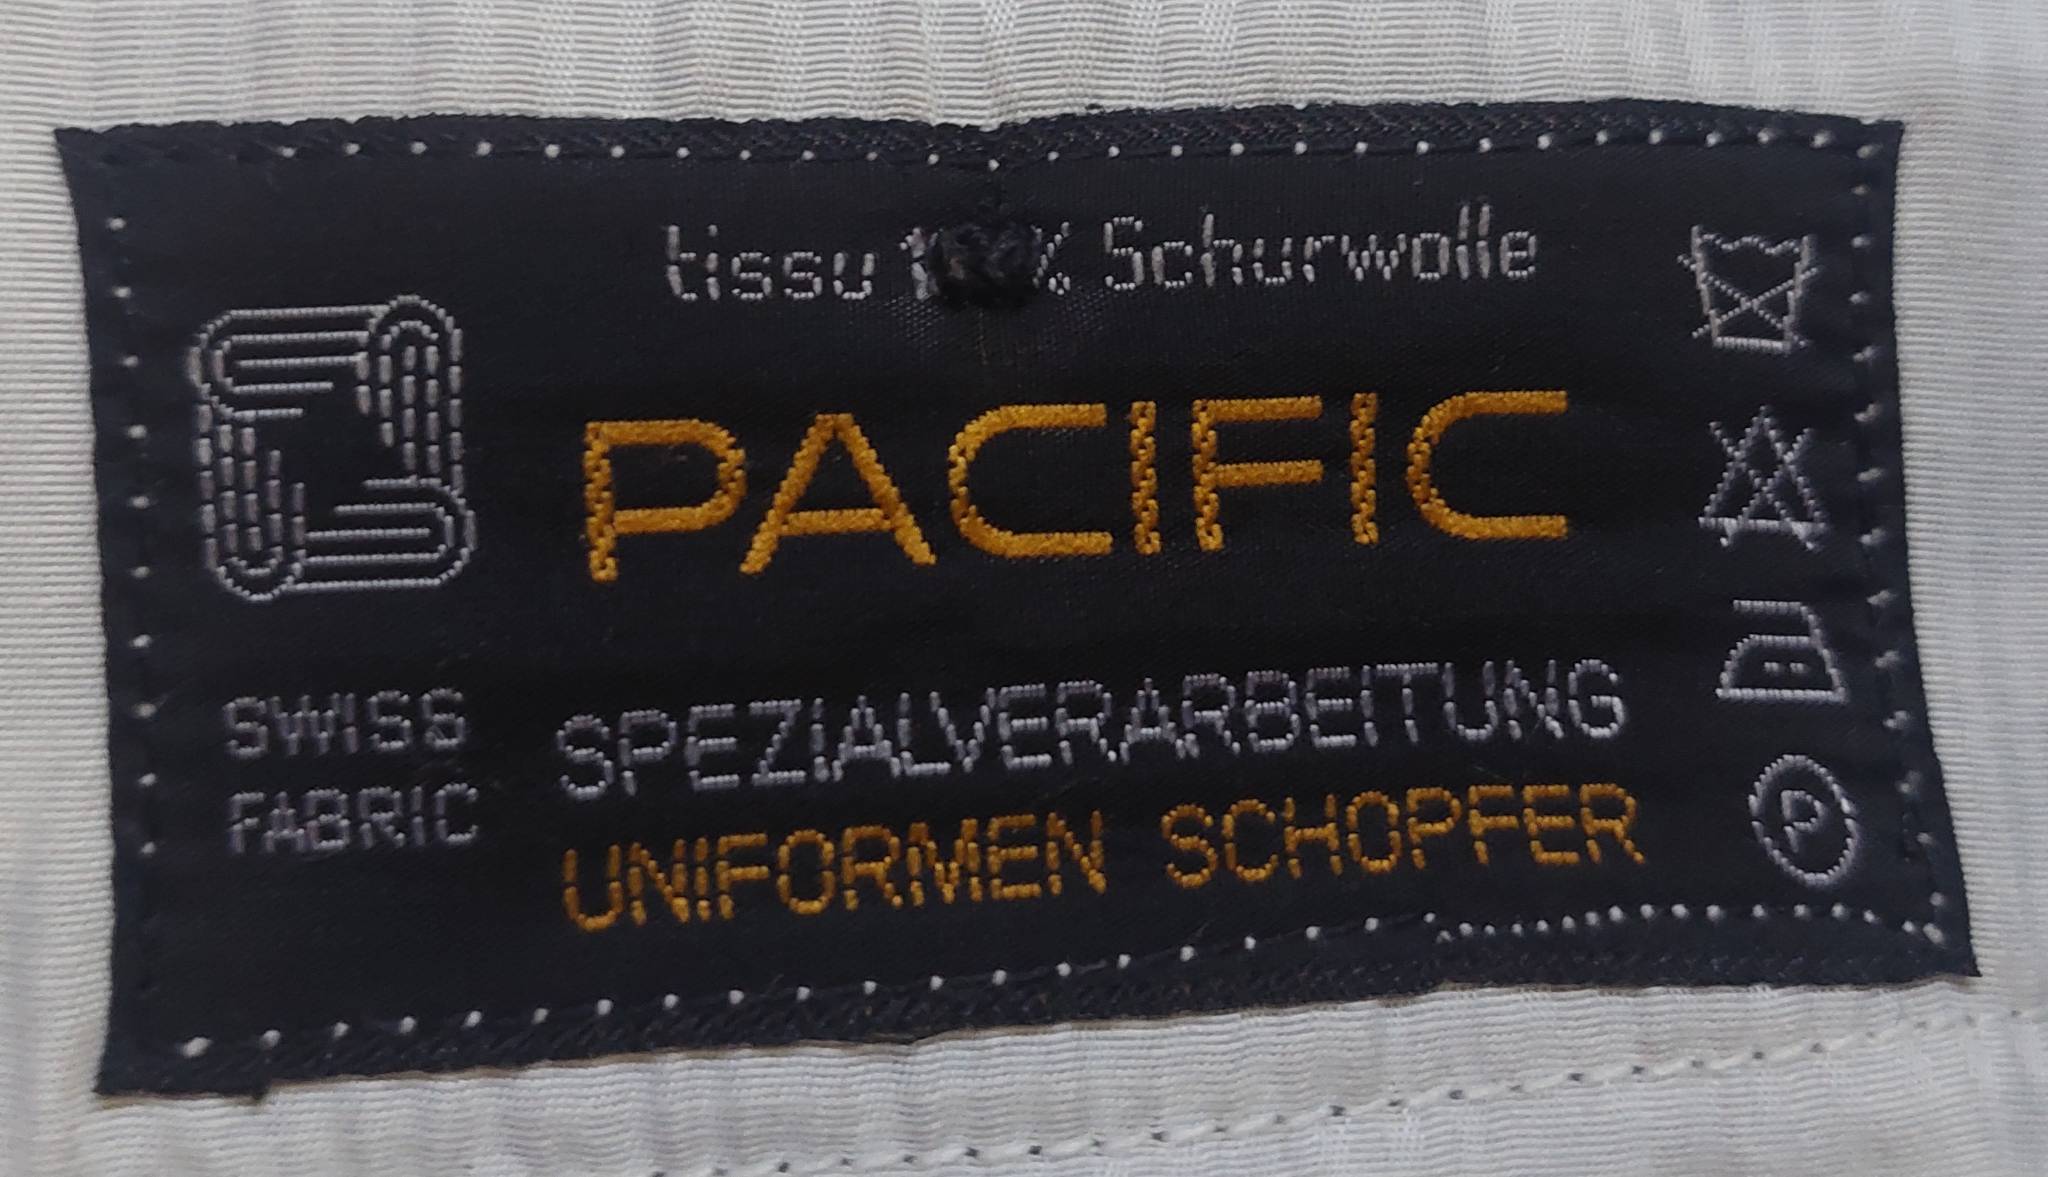 tissu % Schurwolle
PACIFIC
SWISS
FABRIC
SPEZIALVERARBEITUNG
UNIFORMEN SCHOPFER
P